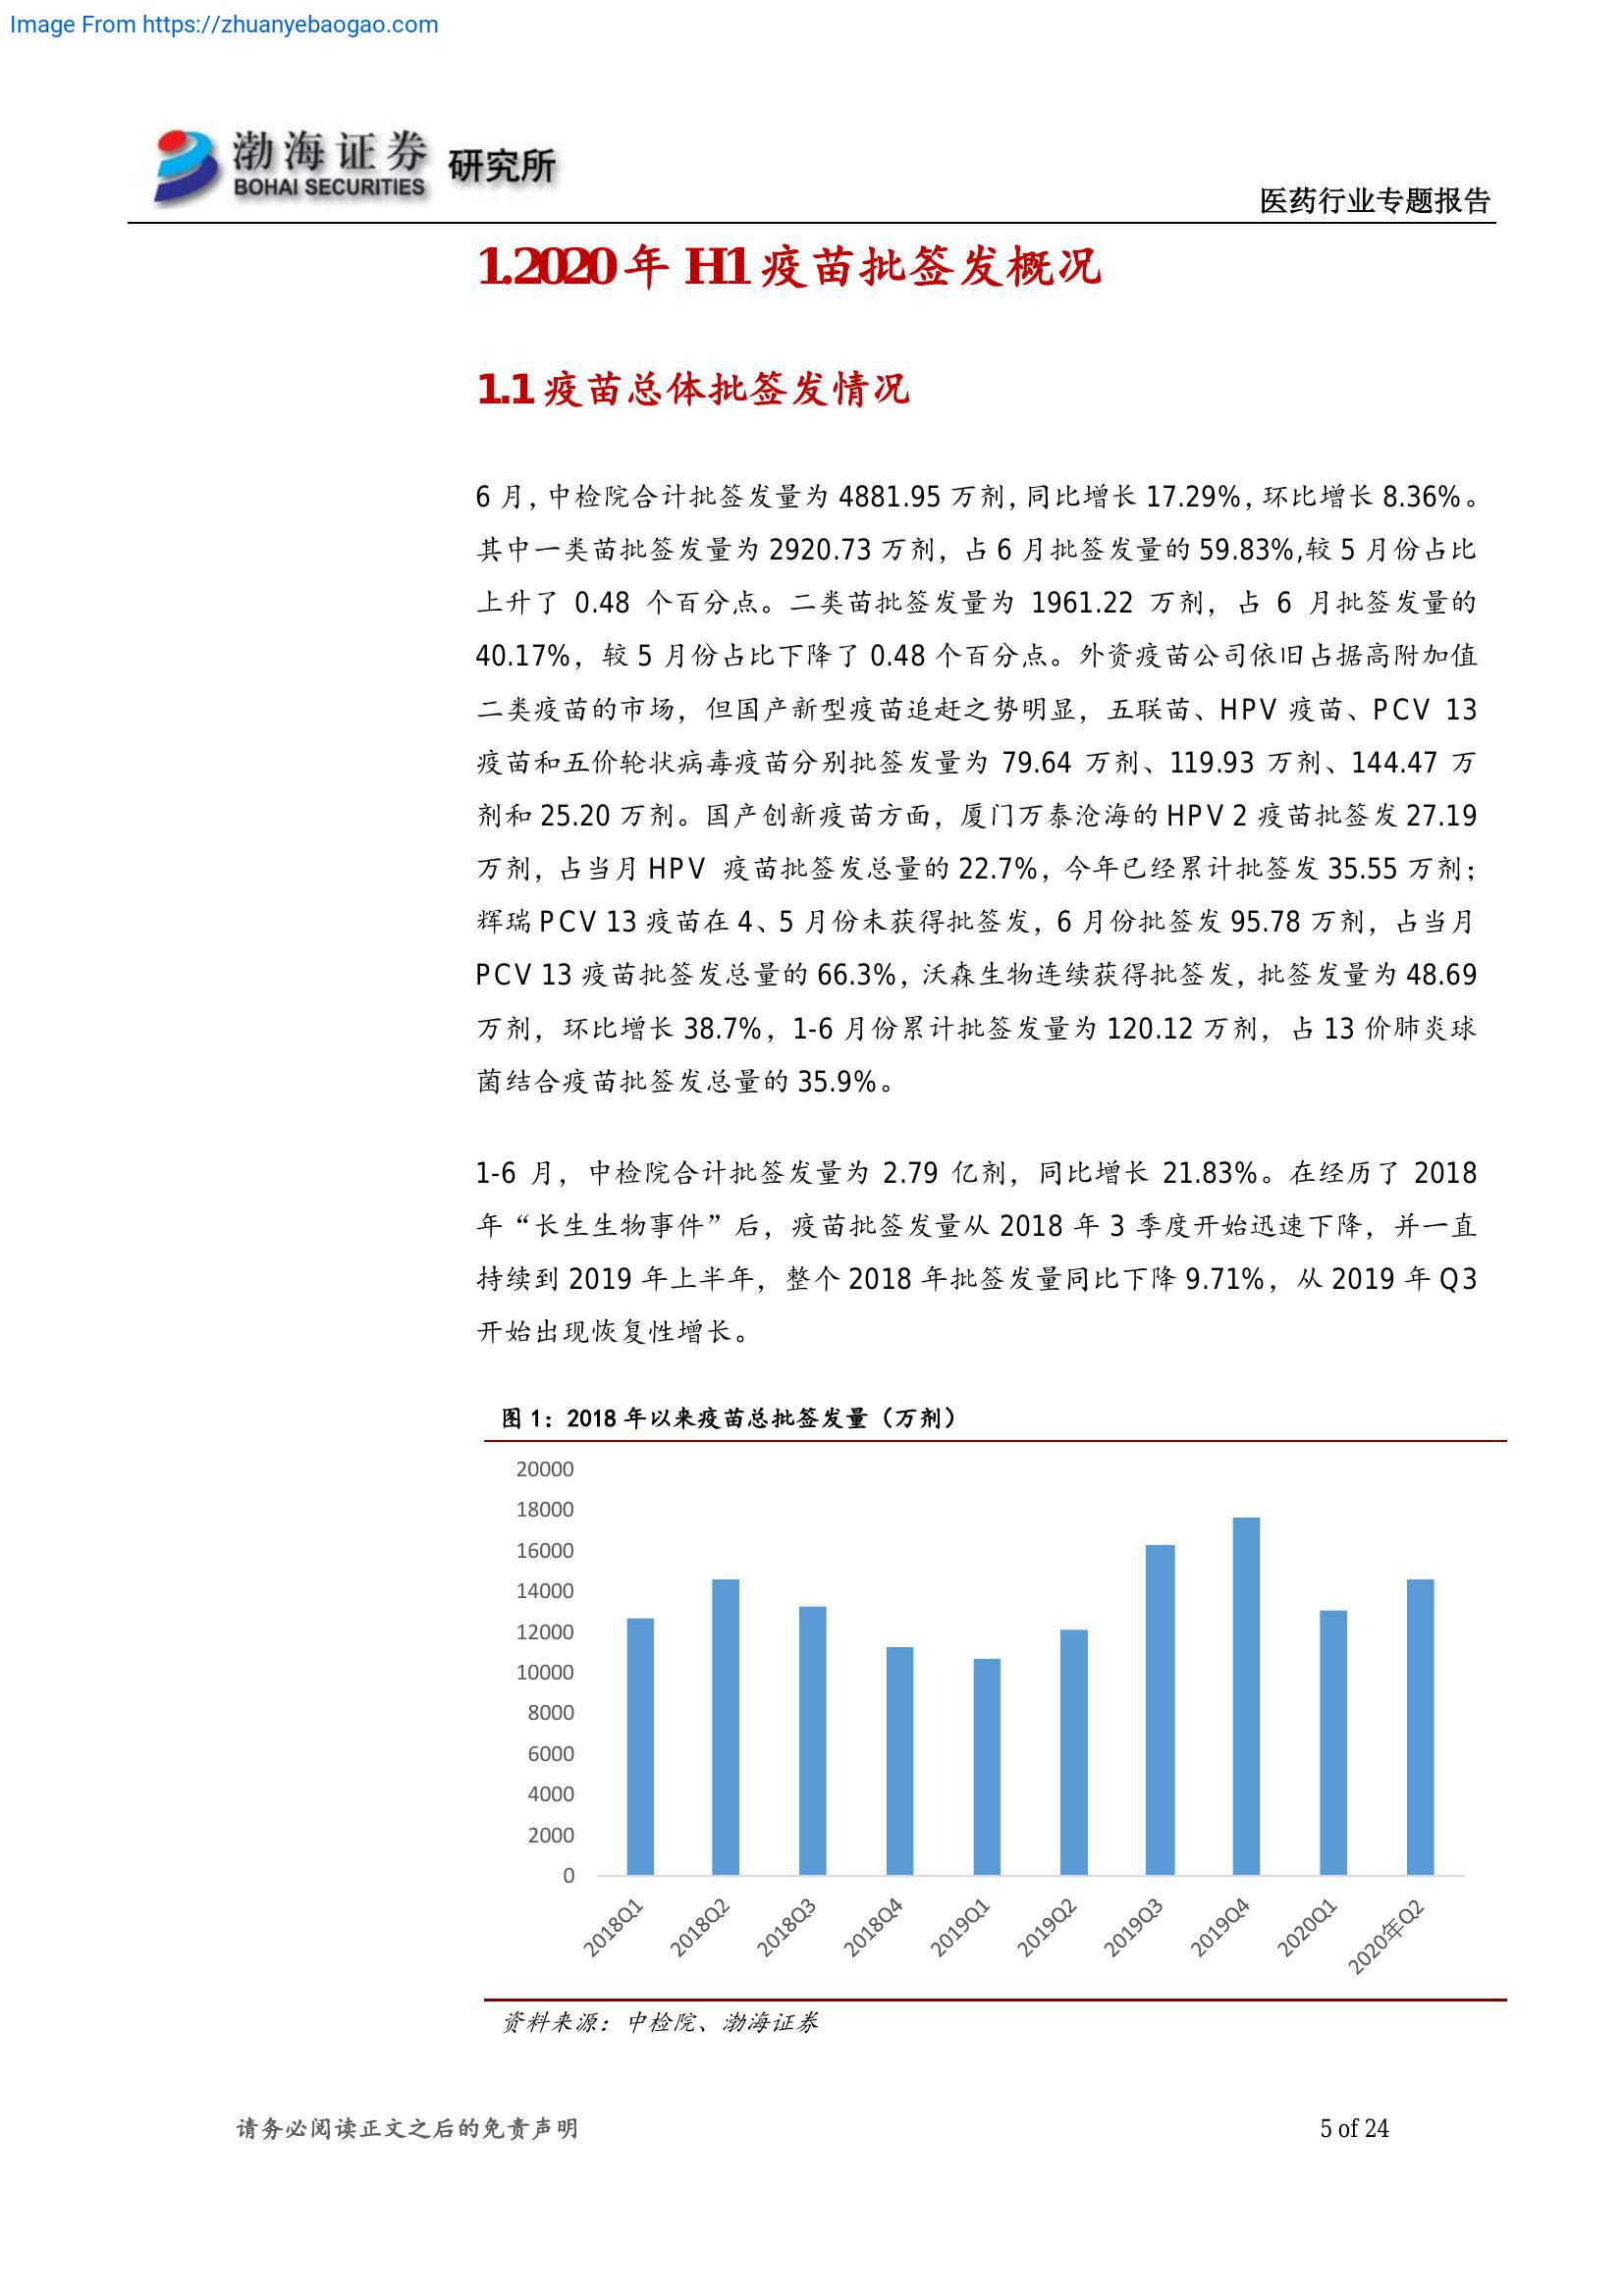 Image From https://zhuanyebaogao.com
渤海证券 研究所
BOHAI SECURITIES
医药行业专题报告
1.2020 年 H1 疫苗批签发概况
1.1 疫苗总体批签发情况
6 月，中检院合计批签发量为 4881.95 万剂，同比增长 17.29%，环比增长 8.36%。
其中一类苗批签发量为 2920.73 万剂，占 6 月批签发量的 59.83%,较 5 月份占比
上升了 0.48 个百分点。二类苗批签发量为 1961.22 万剂，占 6 月批签发量的
40.17%，较 5 月份占比下降了 0.48 个百分点。外资疫苗公司依旧占据高附加值
二类疫苗的市场，但国产新型疫苗追赶之势明显，五联苗、HPV 疫苗、PCV 13
疫苗和五价轮状病毒疫苗分别批签发量为 79.64 万剂、119.93 万剂、144.47 万
剂和 25.20 万剂。国产创新疫苗方面，厦门万泰沧海的 HPV 2 疫苗批签发 27.19
万剂，占当月 HPV 疫苗批签发总量的 22.7%，今年已经累计批签发 35.55 万剂；
辉瑞 PCV 13 疫苗在 4、5 月份未获得批签发，6 月份批签发 95.78 万剂，占当月
PCV 13 疫苗批签发总量的 66.3%，沃森生物连续获得批签发，批签发量为 48.69
万剂，环比增长 38.7%，1-6 月份累计批签发量为 120.12 万剂，占 13 价肺炎球
菌结合疫苗批签发总量的 35.9%。
1-6 月，中检院合计批签发量为 2.79 亿剂，同比增长 21.83%。在经历了 2018
年“长生生物事件”后，疫苗批签发量从 2018 年 3 季度开始迅速下降，并一直
持续到 2019 年上半年，整个 2018 年批签发量同比下降 9.71%，从 2019 年 Q3
开始出现恢复性增长。
图 1：2018 年以来疫苗总批签发量（万剂）
20000
18000
16000
14000
12000
10000
8000
6000
4000
2000
0
2018Q1 2018Q2 2018Q3 2018Q4 2019Q1 2019Q2 2019Q3 2019Q4 2020Q1 2020年Q2
资料来源：中检院、渤海证券
请务必阅读正文之后的免责声明 5 of 24